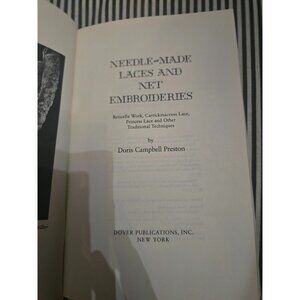 NEEDLE-MADE
LACES AND
NET
EMBROIDERIES
Reticella Work, Carrickmacross Lace,
Princess Lace and Other
Traditional Techniques
by
Doris Campbell Preston
DOVER PUBLICATIONS, INC.
NEW YORK